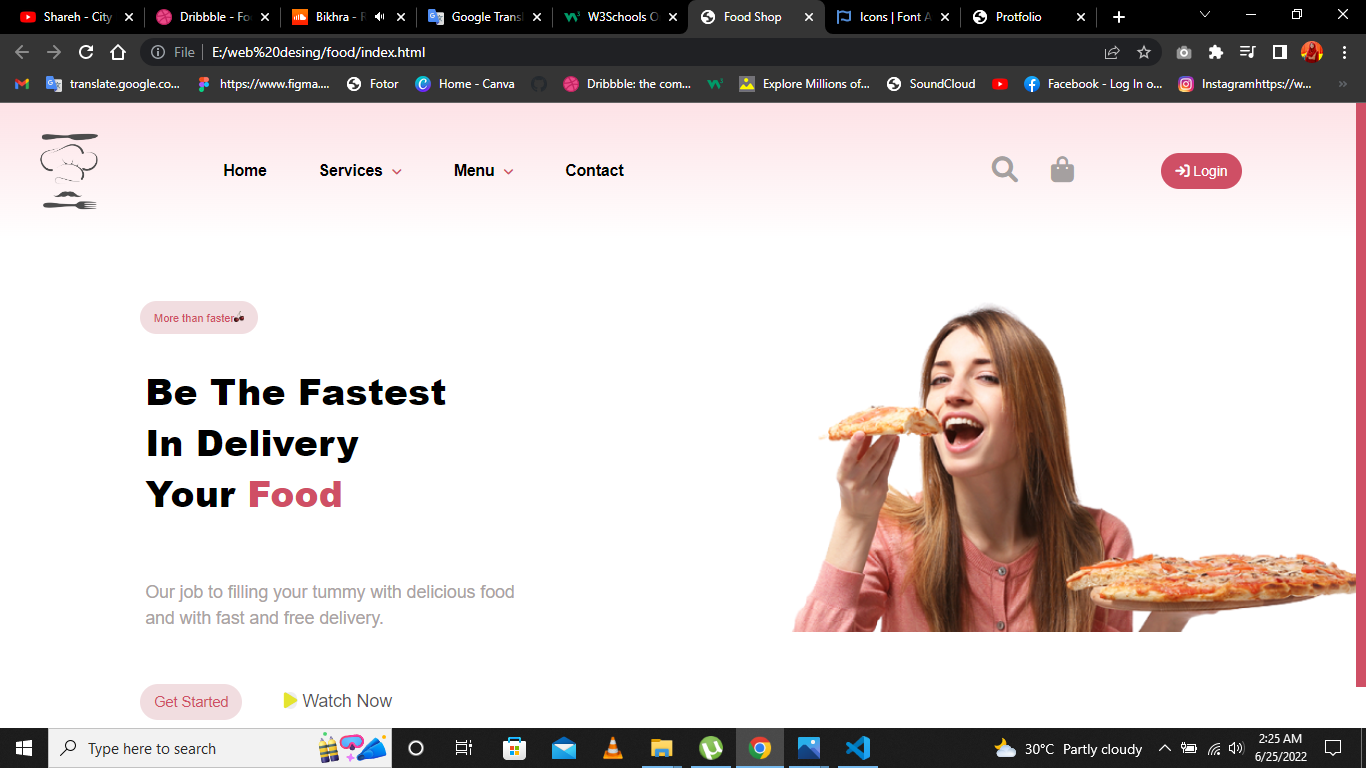 Shareh - City
Dribbble - Fo
Bikhra - R
Google Trans
W3Schools O
Food Shop
Icons | Font A
Protfolio
File
E:/web%20desing/food/index.html
translate.google.co...
https://www.figma....
Fotor
Home - Canva
Dribbble: the com...
Explore Millions of...
SoundCloud
Facebook - Log In o...
Instagramhttps://w...
Home
Services
Menu
Contact
Login
More than faster
Be The Fastest
In Delivery
Your Food
Our job to filling your tummy with delicious food
and with fast and free delivery.
Get Started
Watch Now
Type here to search
30°C Partly cloudy
2:25 AM
6/25/2022